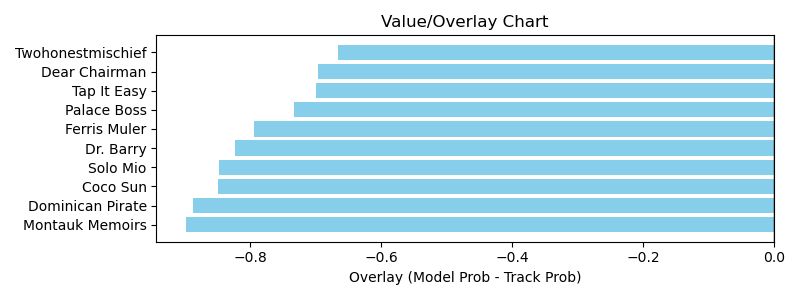 Value/Overlay Chart
Twohonestmischief
Dear Chairman
Tap It Easy
Palace Boss
Ferris Muler
Dr. Barry
Solo Mio
Coco Sun
Dominican Pirate
Montauk Memoirs
−0.8 −0.6 −0.4 −0.2 0.0
Overlay (Model Prob - Track Prob)